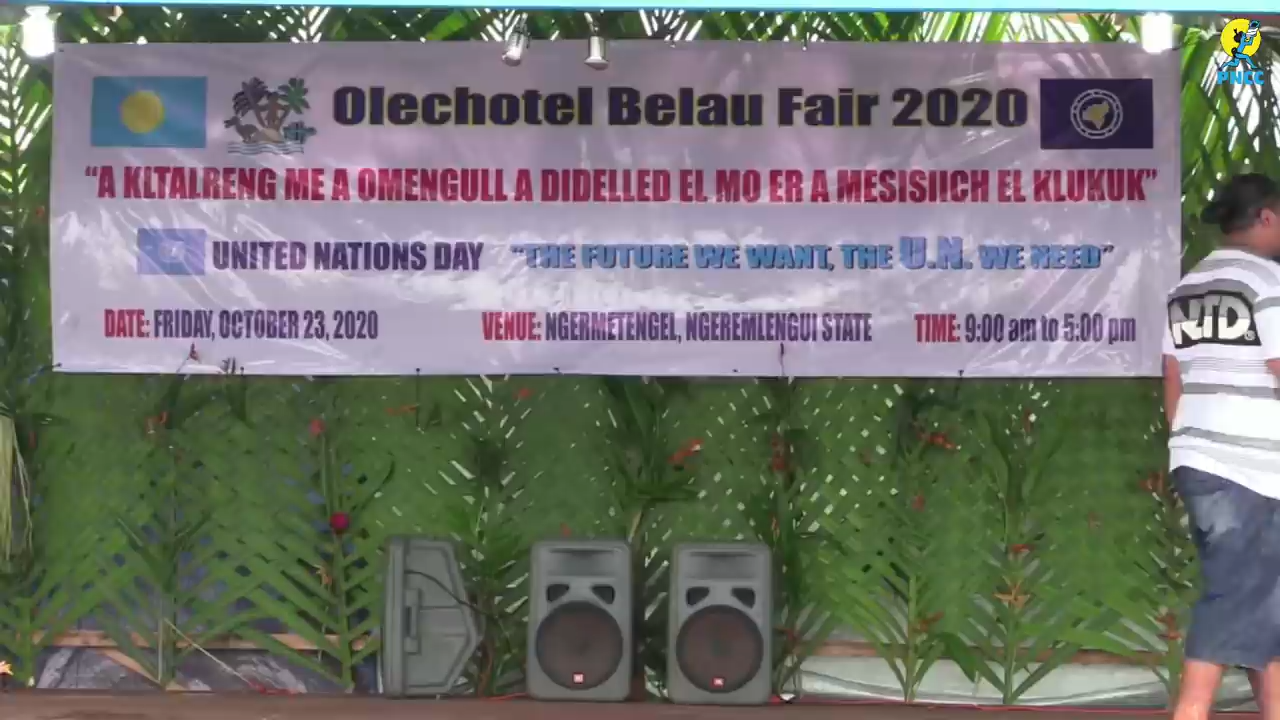 PNCC
Olechotel Belau Fair 2020
"A KLTALRENG ME A OMENGULL A DIDELLED EL MO ER A MESISIICH EL KLUKUK"
UNITED NATIONS DAY "THE FUTURE WE WANT, THE U.N. WE NEED"
DATE: FRIDAY, OCTOBER 23, 2020 VENUE: NGERMETENGEL, NGEREMLENGUI STATE TIME: 9:00 am to 5:00 pm
NTD.